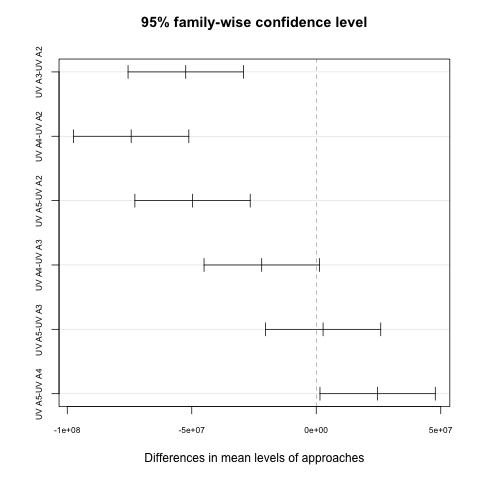 95% family-wise confidence level
UV A3-UV A2
UV A4-UV A2
UV A5-UV A2
UV A4-UV A3
UV A5-UV A3
UV A5-UV A4
-1e+08 -5e+07 0e+00 5e+07
Differences in mean levels of approaches